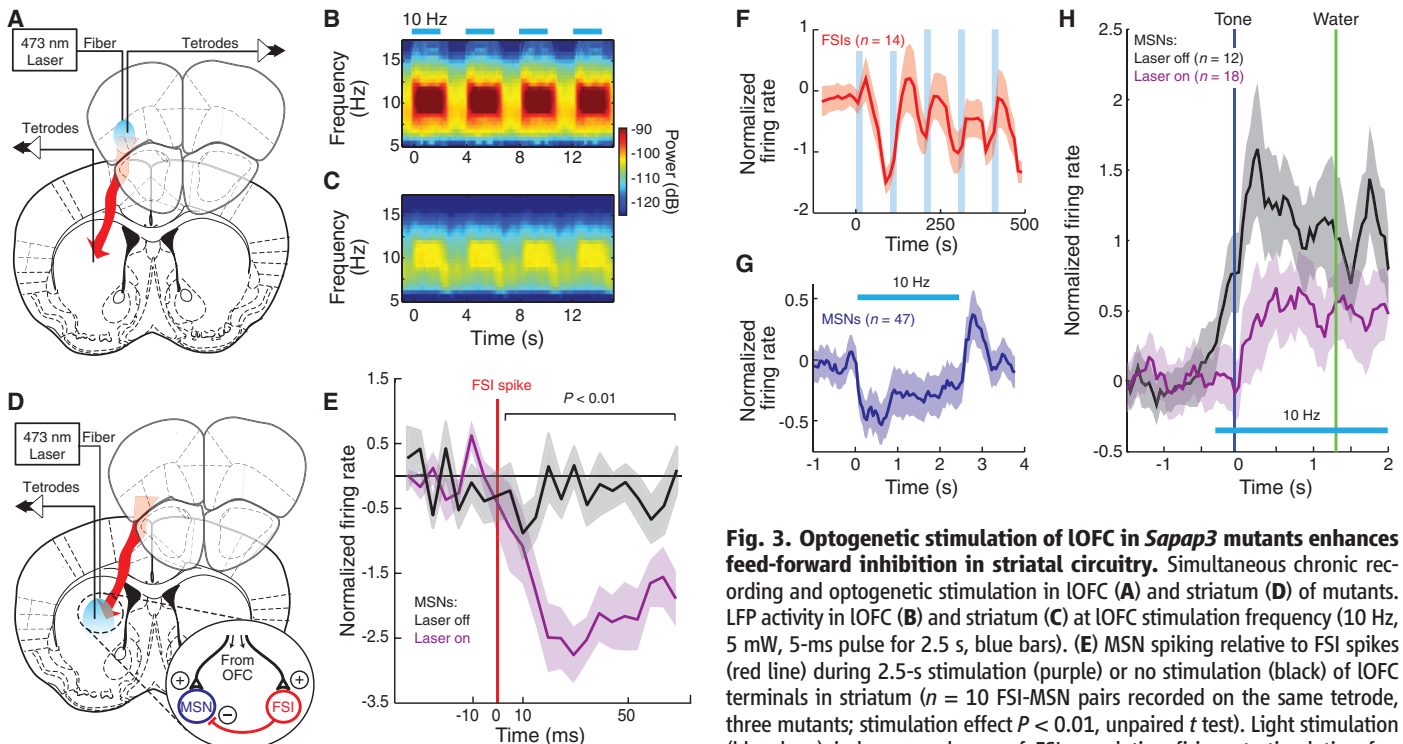 A
473 nm
Laser
Fiber
Tetrodes
Tetrodes
B
10 Hz
Frequency
(Hz)
15
10
5
0
4
8
12
-90
-100
-110
-120
Power (dB)
C
Frequency
(Hz)
15
10
5
0
4
8
12
Time (s)
D
473 nm
Laser
Fiber
Tetrodes
From
OFC
+
+
MSN
−
FSI
E
FSI spike
P < 0.01
Normalized firing rate
1.5
0.5
-0.5
-1.5
-2.5
-3.5
MSNs:
Laser off
Laser on
-10
0
10
50
Time (ms)
F
FSIs (n = 14)
Normalized
firing rate
1
0
-1
-2
0
250
500
Time (s)
G
10 Hz
MSNs (n = 47)
Normalized
firing rate
0.5
0
-0.5
-1
0
1
2
3
4
Time (s)
H
Tone
Water
MSNs:
Laser off (n = 12)
Laser on (n = 18)
Normalized firing rate
2.5
2
1.5
1
0.5
0
-0.5
10 Hz
-1
0
1
2
Time (s)
Fig. 3. Optogenetic stimulation of lOFC in Sapap3 mutants enhances
feed-forward inhibition in striatal circuitry. Simultaneous chronic rec-
ording and optogenetic stimulation in lOFC (A) and striatum (D) of mutants.
LFP activity in lOFC (B) and striatum (C) at lOFC stimulation frequency (10 Hz,
5 mW, 5-ms pulse for 2.5 s, blue bars). (E) MSN spiking relative to FSI spikes
(red line) during 2.5-s stimulation (purple) or no stimulation (black) of lOFC
terminals in striatum (n = 10 FSI-MSN pairs recorded on the same tetrode,
three mutants; stimulation effect P < 0.01, unpaired t test). Light stimulation